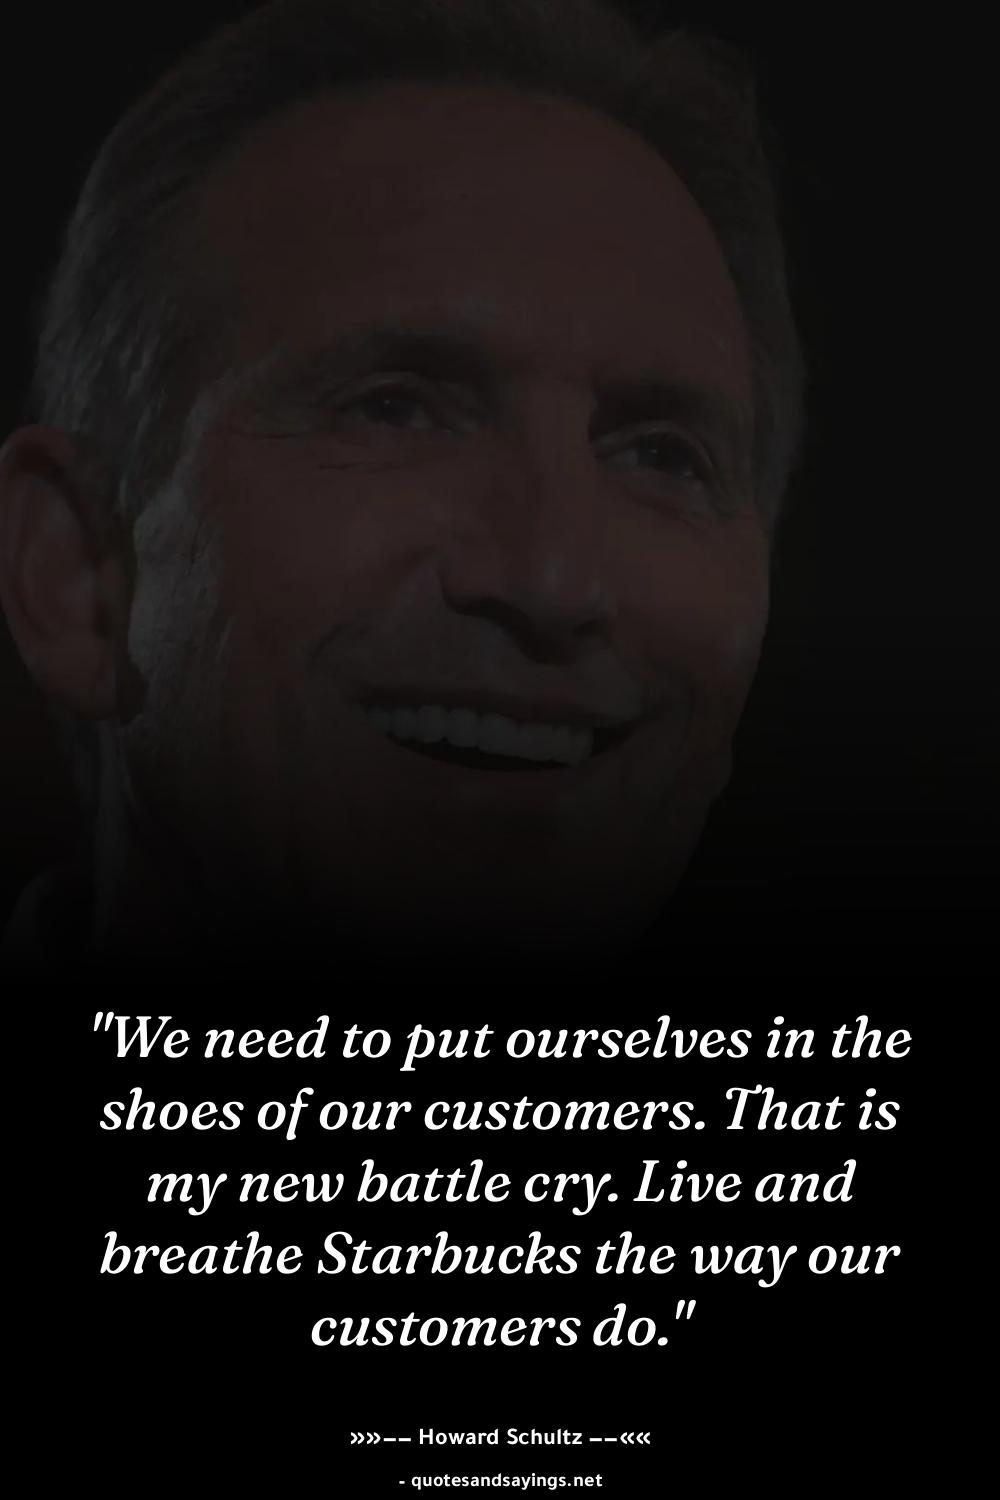 "We need to put ourselves in the
shoes of our customers. That is
my new battle cry. Live and
breathe Starbucks the way our
customers do."
»»−− Howard Schultz −−««
- quotesandsayings.net